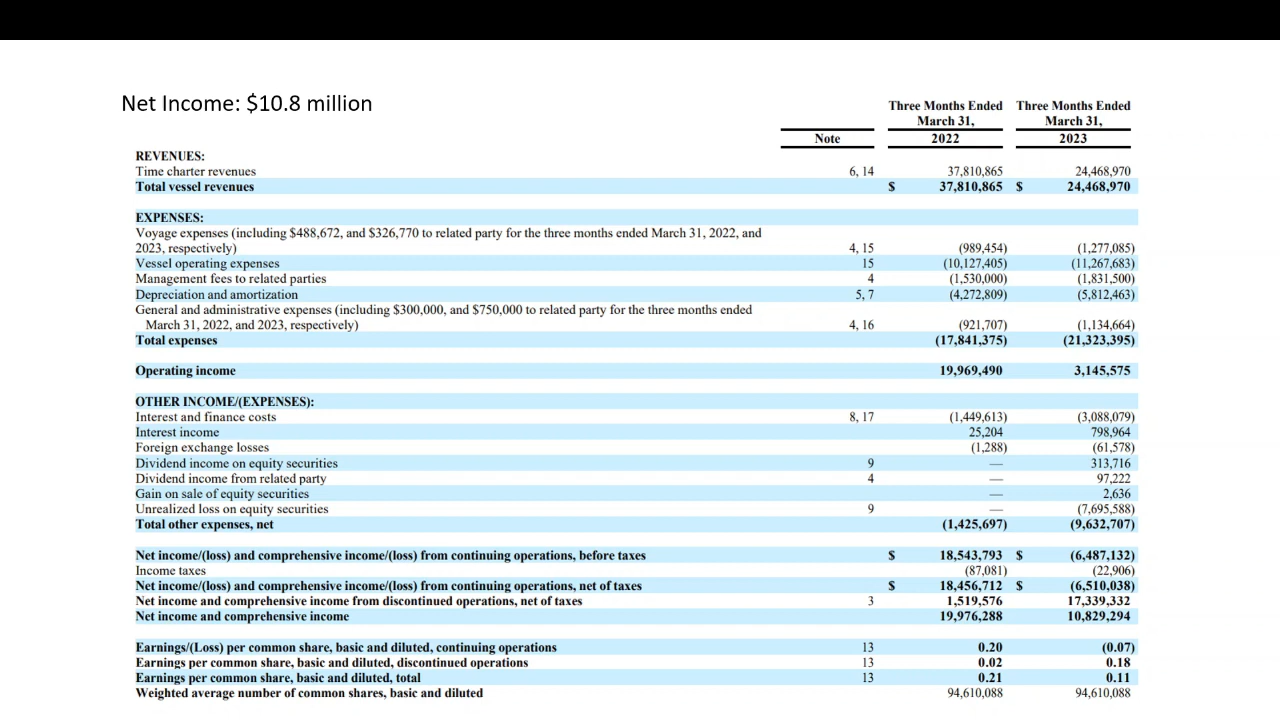 Net Income: $10.8 million
Three Months Ended March 31, Three Months Ended March 31,
Note 2022 2023
REVENUES:
Time charter revenues 6, 14 37,810,865 24,468,970
Total vessel revenues $ 37,810,865 $ 24,468,970
EXPENSES:
Voyage expenses (including $488,672, and $326,770 to related party for the three months ended March 31, 2022, and
2023, respectively) 4, 15 (989,454) (1,277,085)
Vessel operating expenses 15 (10,127,405) (11,267,683)
Management fees to related parties 4 (1,530,000) (1,831,500)
Depreciation and amortization 5, 7 (4,272,809) (5,812,463)
General and administrative expenses (including $300,000, and $750,000 to related party for the three months ended
March 31, 2022, and 2023, respectively) 4, 16 (921,707) (1,134,664)
Total expenses (17,841,375) (21,323,395)
Operating income 19,969,490 3,145,575
OTHER INCOME/(EXPENSES):
Interest and finance costs 8, 17 (1,449,613) (3,088,079)
Interest income 25,204 798,964
Foreign exchange losses (1,288) (61,578)
Dividend income on equity securities 9 — 313,716
Dividend income from related party 4 — 97,222
Gain on sale of equity securities — 2,636
Unrealized loss on equity securities 9 — (7,695,588)
Total other expenses, net (1,425,697) (9,632,707)
Net income/(loss) and comprehensive income/(loss) from continuing operations, before taxes $ 18,543,793 $ (6,487,132)
Income taxes (87,081) (22,906)
Net income/(loss) and comprehensive income/(loss) from continuing operations, net of taxes $ 18,456,712 $ (6,510,038)
Net income and comprehensive income from discontinued operations, net of taxes 3 1,519,576 17,339,332
Net income and comprehensive income 19,976,288 10,829,294
Earnings/(Loss) per common share, basic and diluted, continuing operations 13 0.20 (0.07)
Earnings per common share, basic and diluted, discontinued operations 13 0.02 0.18
Earnings per common share, basic and diluted, total 13 0.21 0.11
Weighted average number of common shares, basic and diluted 94,610,088 94,610,088